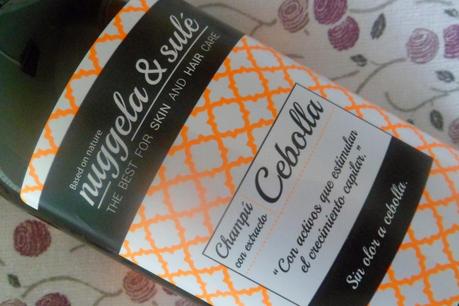 Based on nature
nuggela & sulé
THE BEST FOR SKIN AND HAIR CARE
Champú
con extracto
Cebolla
"Con activos que estimulan
el crecimiento capilar."
Sin olor a cebolla.